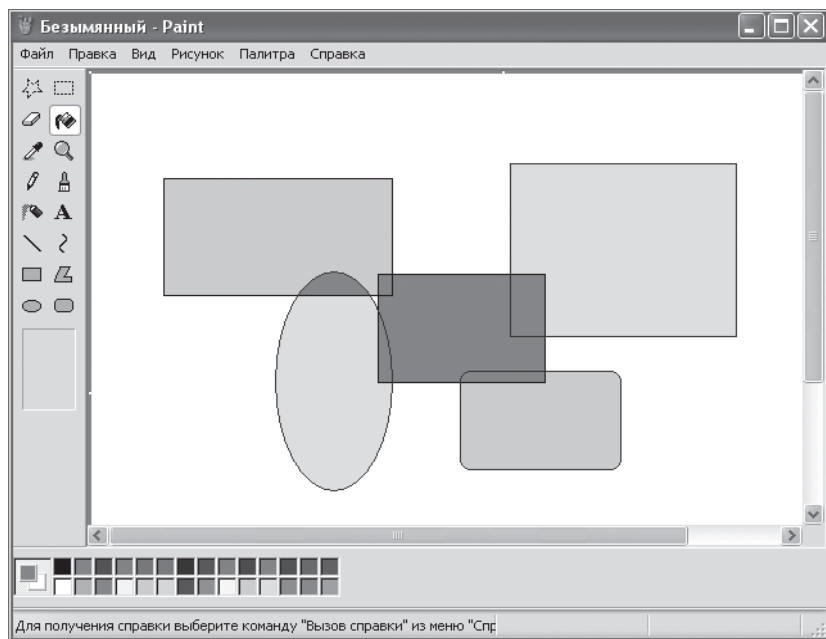 Безымянный - Paint
Файл Правка Вид Рисунок Палитра Справка
A
Для получения справки выберите команду "Вызов справки" из меню "Спр